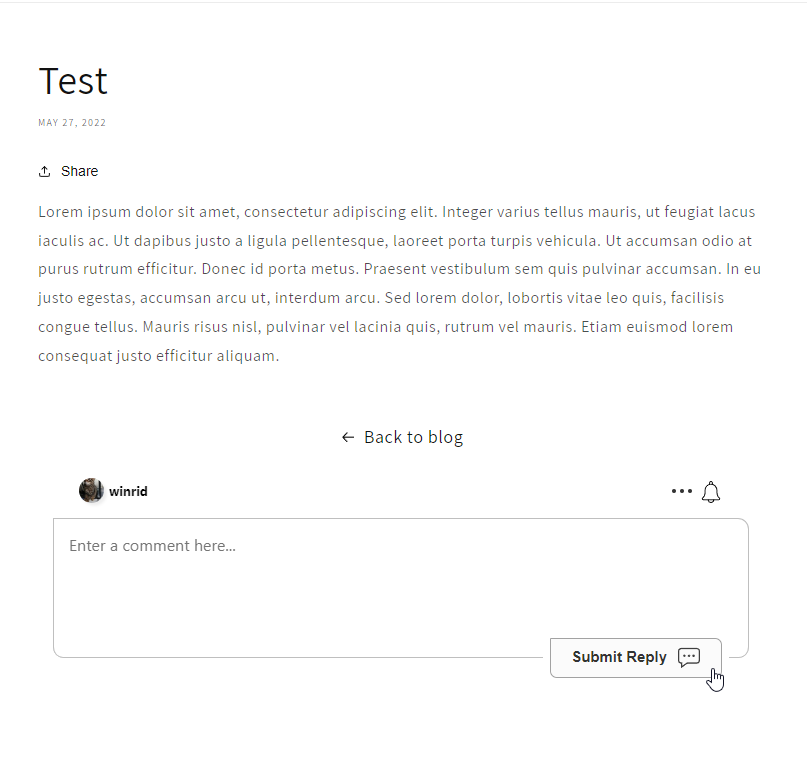 Test
MAY 27, 2022
Share
Lorem ipsum dolor sit amet, consectetur adipiscing elit. Integer varius tellus mauris, ut feugiat lacus
iaculis ac. Ut dapibus justo a ligula pellentesque, laoreet porta turpis vehicula. Ut accumsan odio at
purus rutrum efficitur. Donec id porta metus. Praesent vestibulum sem quis pulvinar accumsan. In eu
justo egestas, accumsan arcu ut, interdum arcu. Sed lorem dolor, lobortis vitae leo quis, facilisis
congue tellus. Mauris risus nisl, pulvinar vel lacinia quis, rutrum vel mauris. Etiam euismod lorem
consequat justo efficitur aliquam.
← Back to blog
winrid
Enter a comment here...
Submit Reply